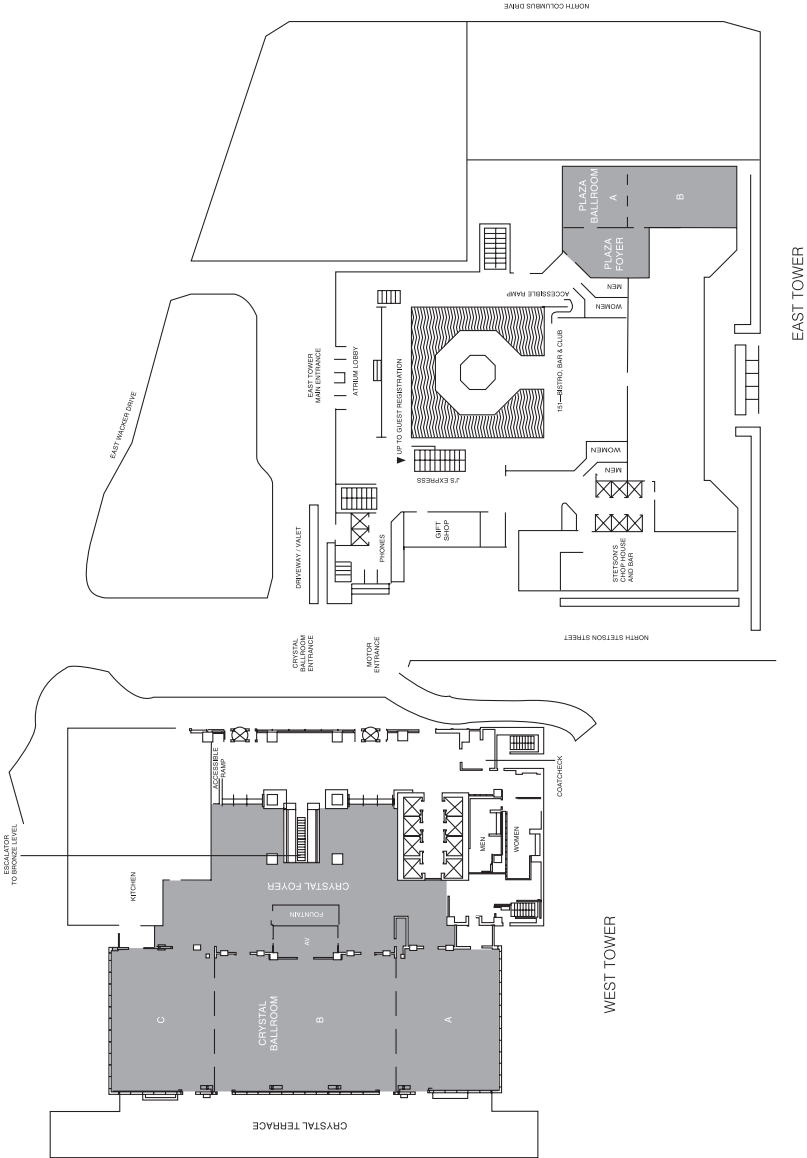 NORTH COLUMBUS DRIVE
PLAZA
BALLROOM
A
B
PLAZA
FOYER
MEN
WOMEN
ACCESSIBLE RAMP
EAST TOWER
EAST TOWER
MAIN ENTRANCE
ATRIUM LOBBY
UP TO GUEST REGISTRATION
151—BISTRO, BAR & CLUB
EAST WACKER DRIVE
WOMEN
MEN
J'S EXPRESS
GIFT
SHOP
PHONES
DRIVEWAY / VALET
STETSON'S
CHOP HOUSE
AND BAR
NORTH STETSON STREET
CRYSTAL
BALLROOM
ENTRANCE
MOTOR
ENTRANCE
ACCESSIBLE
RAMP
COATCHECK
ESCALATOR
TO BRONZE LEVEL
KITCHEN
MEN
WOMEN
CRYSTAL FOYER
FOUNTAIN
AV
WEST TOWER
C
CRYSTAL
BALLROOM
B
A
CRYSTAL TERRACE